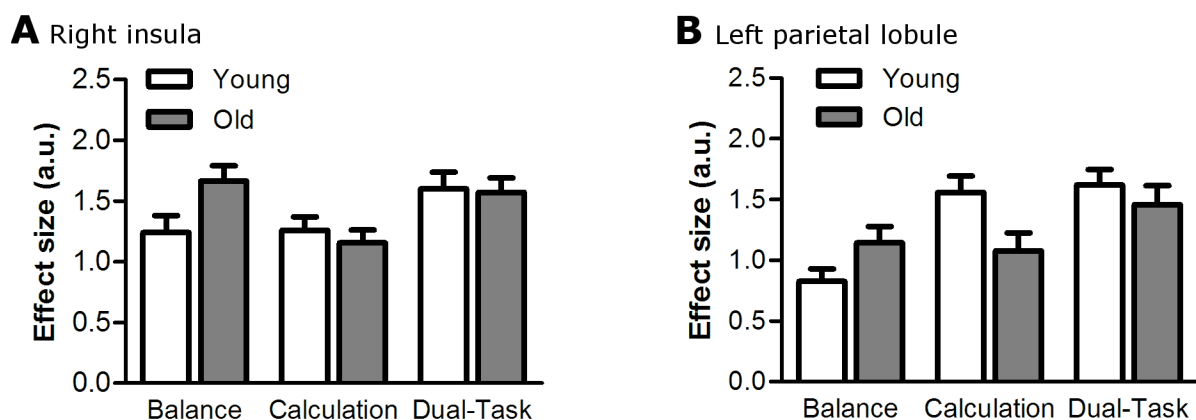 A Right insula
Effect size (a.u.)
2.5
2.0
1.5
1.0
0.5
0.0
Young
Old
Balance Calculation Dual-Task
B Left parietal lobule
Effect size (a.u.)
2.5
2.0
1.5
1.0
0.5
0.0
Young
Old
Balance Calculation Dual-Task